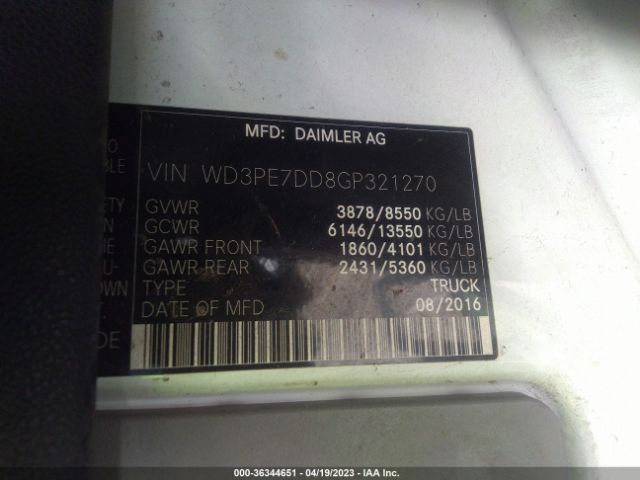 MFD: DAIMLER AG
VIN WD3PE7DD8GP321270
GVWR 3878/8550 KG/LB
GCWR 6146/13550 KG/LB
GAWR FRONT 1860/4101 KG/LB
GAWR REAR 2431/5360 KG/LB
TYPE TRUCK
DATE OF MFD 08/2016
36344651 - 04/19/2023 - IAA Inc.